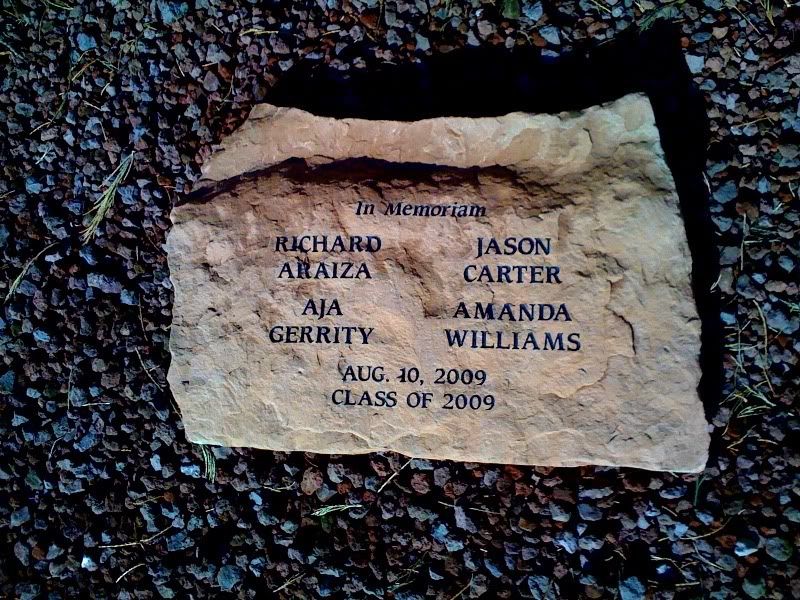 In Memoriam
RICHARD ARAIZA
JASON CARTER
AJA GERRITY
AMANDA WILLIAMS
AUG. 10, 2009
CLASS OF 2009